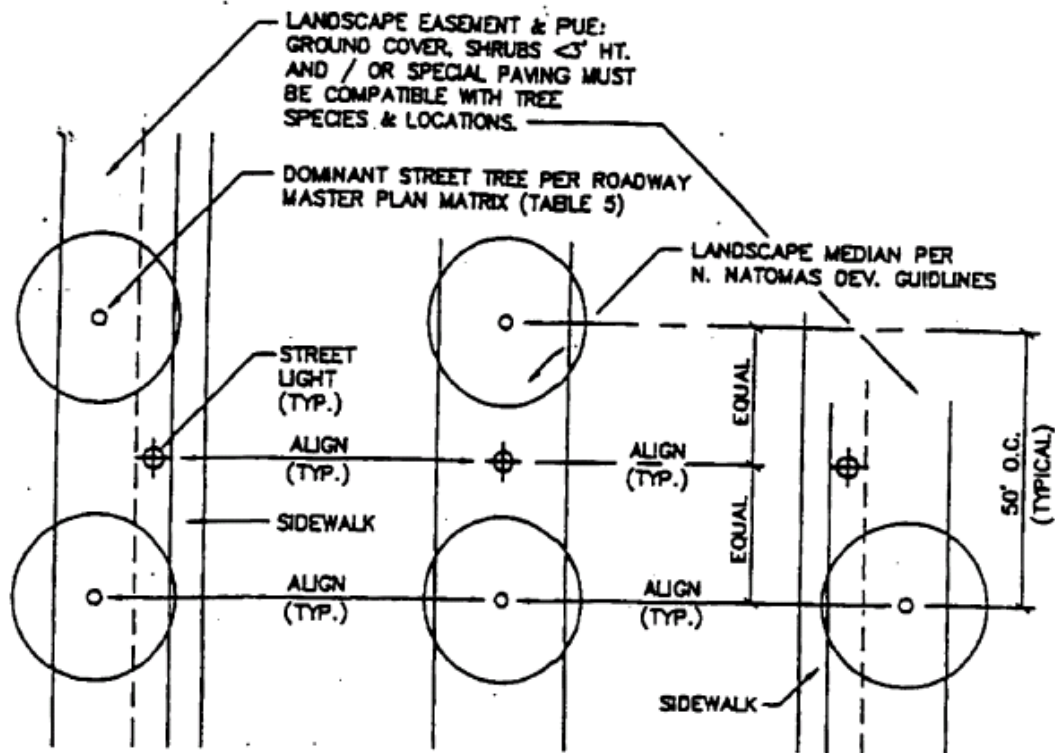 LANDSCAPE EASEMENT & PUE:
GROUND COVER, SHRUBS <3' HT.
AND / OR SPECIAL PAVING MUST
BE COMPATIBLE WITH TREE
SPECIES & LOCATIONS.
DOMINANT STREET TREE PER ROADWAY
MASTER PLAN MATRIX (TABLE 5)
LANDSCAPE MEDIAN PER
N. NATOMAS DEV. GUIDLINES
STREET
LIGHT
(TYP.)
EQUAL
ALIGN
(TYP.)
ALIGN
(TYP.)
50' O.C.
(TYPICAL)
SIDEWALK
EQUAL
ALIGN
(TYP.)
ALIGN
(TYP.)
SIDEWALK